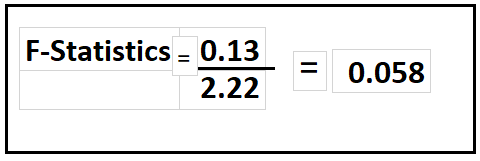 F-Statistics = 0.13
2.22
= 0.058